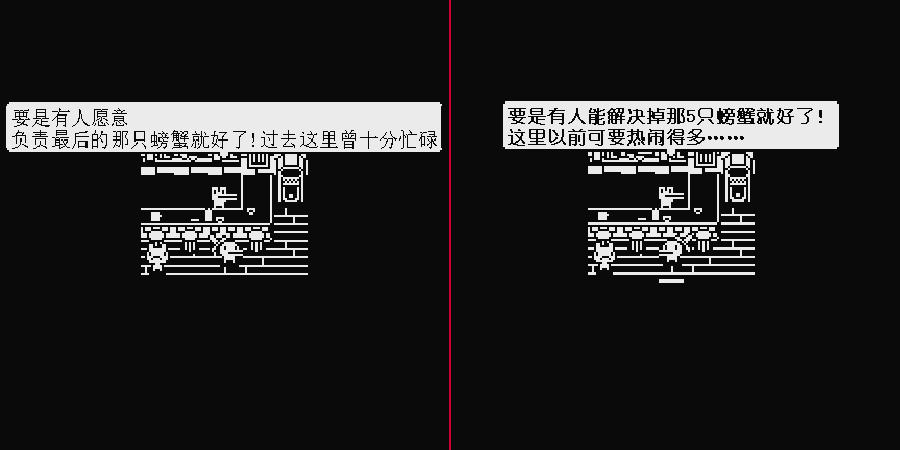 要是有人愿意
负责最后的那只螃蟹就好了!过去这里曾十分忙碌
要是有人能解决掉那5只螃蟹就好了!
这里以前可要热闹得多……